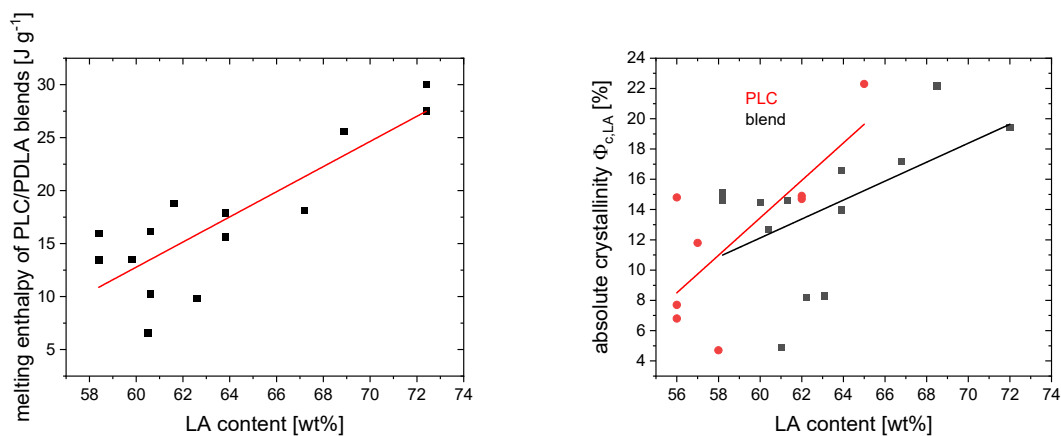 melting enthalpy of PLC/PDLA blends [J g⁻¹]
30
25
20
15
10
5
58 60 62 64 66 68 70 72 74
LA content [wt%]
absolute crystallinity Φc,LA [%]
24
22
20
18
16
14
12
10
8
6
4
PLC
blend
56 58 60 62 64 66 68 70 72 74
LA content [wt%]